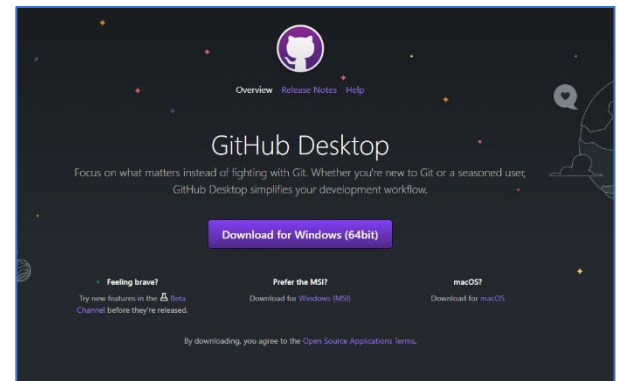 Overview Release Notes Help
GitHub Desktop
Focus on what matters instead of fighting with Git. Whether you're new to Git or a seasoned user,
GitHub Desktop simplifies your development workflow.
Download for Windows (64bit)
Feeling brave?
Try new features in the Beta
Channel before they're released.
Prefer the MSI?
Download for Windows (MSI)
macOS?
Download for macOS
By downloading, you agree to the Open Source Applications Terms.